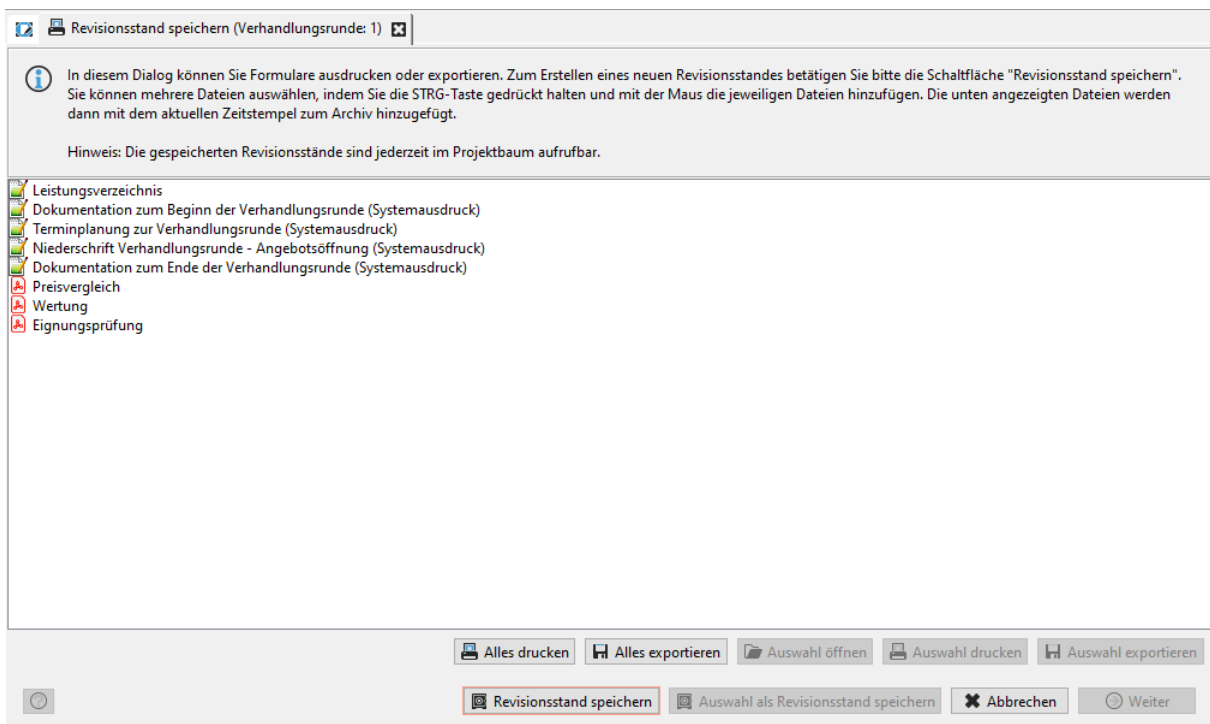 Revisionsstand speichern (Verhandlungsrunde: 1)
In diesem Dialog können Sie Formulare ausdrucken oder exportieren. Zum Erstellen eines neuen Revisionsstandes betätigen Sie bitte die Schaltfläche "Revisionsstand speichern".
Sie können mehrere Dateien auswählen, indem Sie die STRG-Taste gedrückt halten und mit der Maus die jeweiligen Dateien hinzufügen. Die unten angezeigten Dateien werden
dann mit dem aktuellen Zeitstempel zum Archiv hinzugefügt.
Hinweis: Die gespeicherten Revisionsstände sind jederzeit im Projektbaum aufrufbar.
Leistungsverzeichnis
Dokumentation zum Beginn der Verhandlungsrunde (Systemausdruck)
Terminplanung zur Verhandlungsrunde (Systemausdruck)
Niederschrift Verhandlungsrunde - Angebotsöffnung (Systemausdruck)
Dokumentation zum Ende der Verhandlungsrunde (Systemausdruck)
Preisvergleich
Wertung
Eignungsprüfung
Alles drucken Alles exportieren Auswahl öffnen Auswahl drucken Auswahl exportieren
Revisionsstand speichern Auswahl als Revisionsstand speichern Abbrechen Weiter